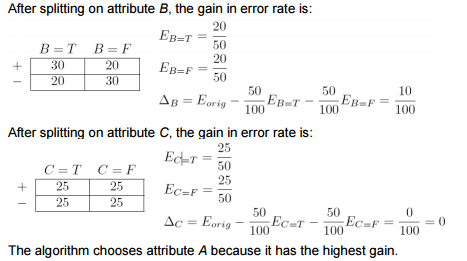 After splitting on attribute B, the gain in error rate is:
B = T B = F
+ 30 20
− 20 30
E_{B=T} = 20/50
E_{B=F} = 20/50
Δ_B = E_{orig} − 50/100 E_{B=T} − 50/100 E_{B=F} = 10/100
After splitting on attribute C, the gain in error rate is:
C = T C = F
+ 25 25
− 25 25
E_{C=T} = 25/50
E_{C=F} = 25/50
Δ_C = E_{orig} − 50/100 E_{C=T} − 50/100 E_{C=F} = 0/100 = 0
The algorithm chooses attribute A because it has the highest gain.